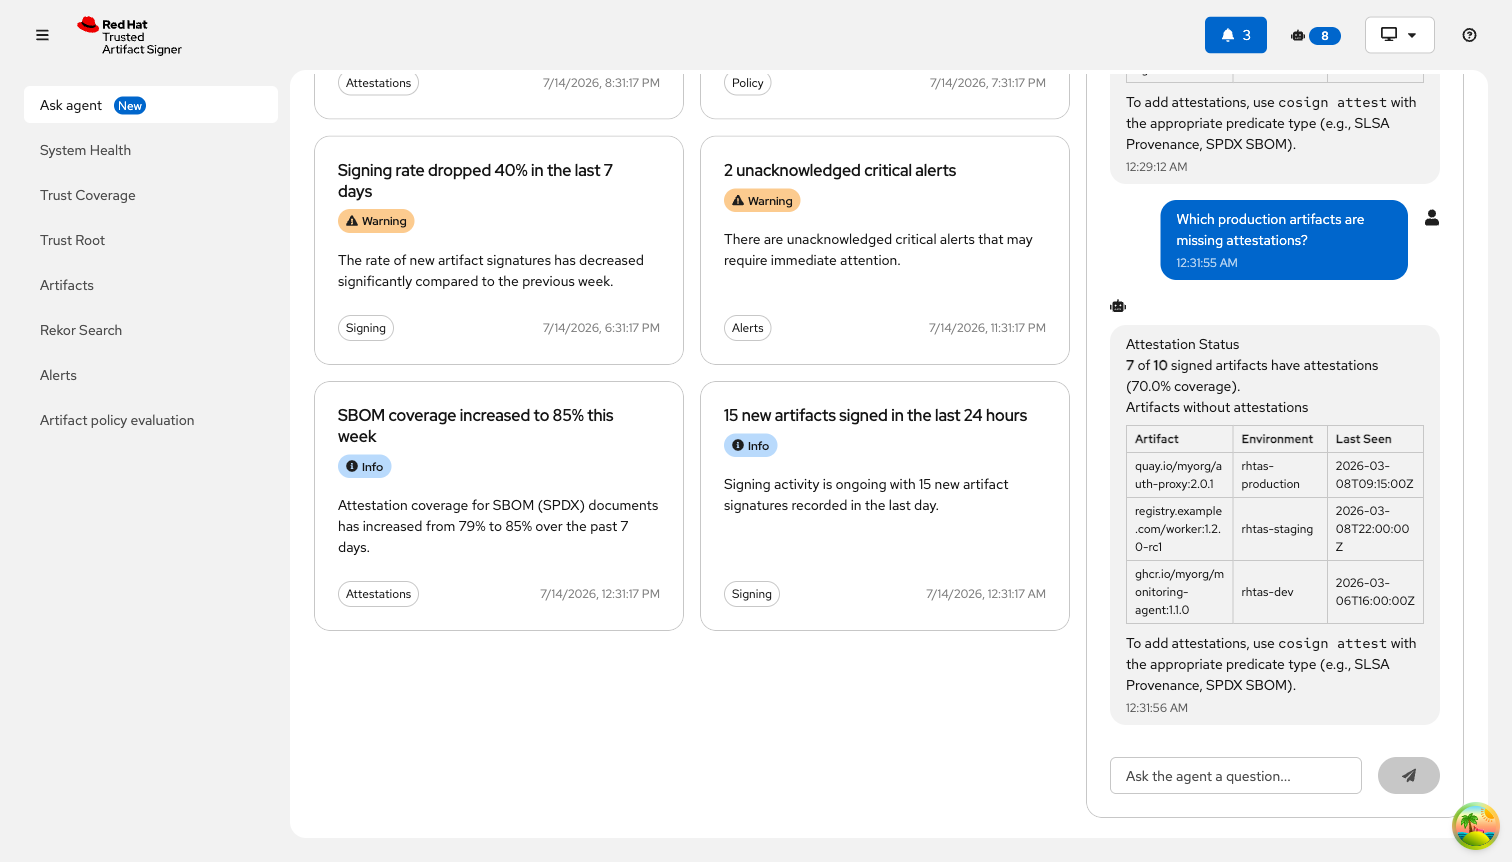 Red Hat
Trusted
Artifact Signer
3
8
Ask agent New
System Health
Trust Coverage
Trust Root
Artifacts
Rekor Search
Alerts
Artifact policy evaluation
Attestations 7/14/2026, 8:31:17 PM
Policy 7/14/2026, 7:31:17 PM
Signing rate dropped 40% in the last 7
days
Warning
The rate of new artifact signatures has decreased
significantly compared to the previous week.
Signing 7/14/2026, 6:31:17 PM
2 unacknowledged critical alerts
Warning
There are unacknowledged critical alerts that may
require immediate attention.
Alerts 7/14/2026, 11:31:17 PM
SBOM coverage increased to 85% this
week
Info
Attestation coverage for SBOM (SPDX) documents
has increased from 79% to 85% over the past 7
days.
Attestations 7/14/2026, 12:31:17 PM
15 new artifacts signed in the last 24 hours
Info
Signing activity is ongoing with 15 new artifact
signatures recorded in the last day.
Signing 7/14/2026, 12:31:17 AM
To add attestations, use cosign attest with
the appropriate predicate type (e.g., SLSA
Provenance, SPDX SBOM).
12:29:12 AM
Which production artifacts are
missing attestations?
12:31:55 AM
Attestation Status
7 of 10 signed artifacts have attestations
(70.0% coverage).
Artifacts without attestations
Artifact Environment Last Seen
quay.io/myorg/a
uth-proxy:2.0.1
rhtas-
production
2026-03-
08T09:15:00Z
registry.example
.com/worker:1.2.
0-rc1
rhtas-staging
2026-03-
08T22:00:00
Z
ghcr.io/myorg/m
onitoring-
agent:1.1.0
rhtas-dev
2026-03-
06T16:00:00Z
To add attestations, use cosign attest with
the appropriate predicate type (e.g., SLSA
Provenance, SPDX SBOM).
12:31:56 AM
Ask the agent a question...